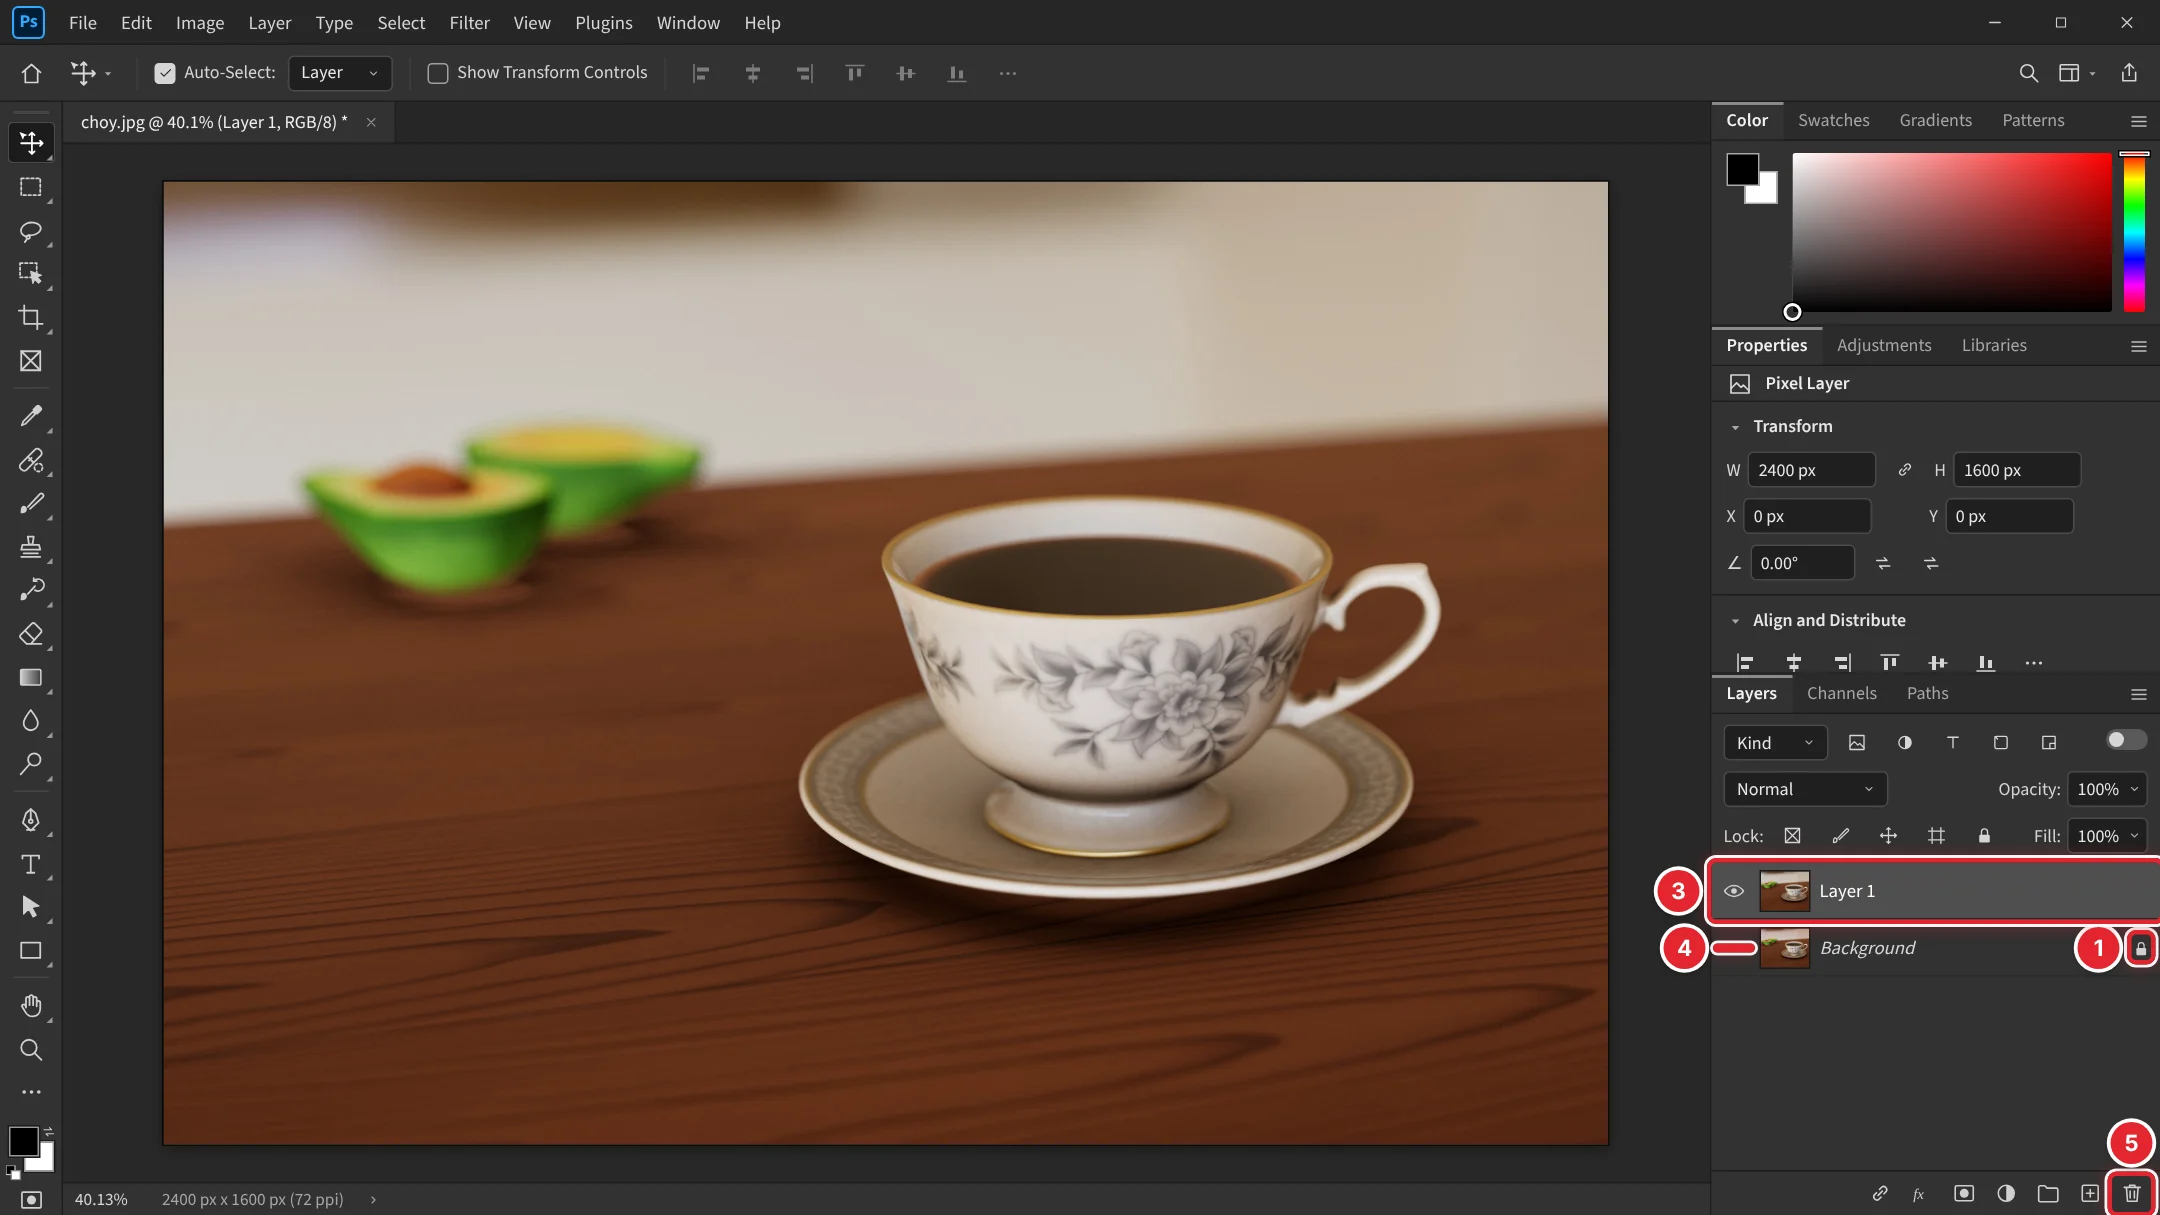 Ps File Edit Image Layer Type Select Filter View Plugins Window Help
Auto-Select: Layer Show Transform Controls
choy.jpg @ 40.1% (Layer 1, RGB/8) *
Color Swatches Gradients Patterns
Properties Adjustments Libraries
Pixel Layer
Transform
W 2400 px H 1600 px
X 0 px Y 0 px
0.00°
Align and Distribute
Layers Channels Paths
Kind
Normal Opacity: 100%
Lock: Fill: 100%
3 Layer 1
4 Background 1
5
40.13% 2400 px x 1600 px (72 ppi)
fx